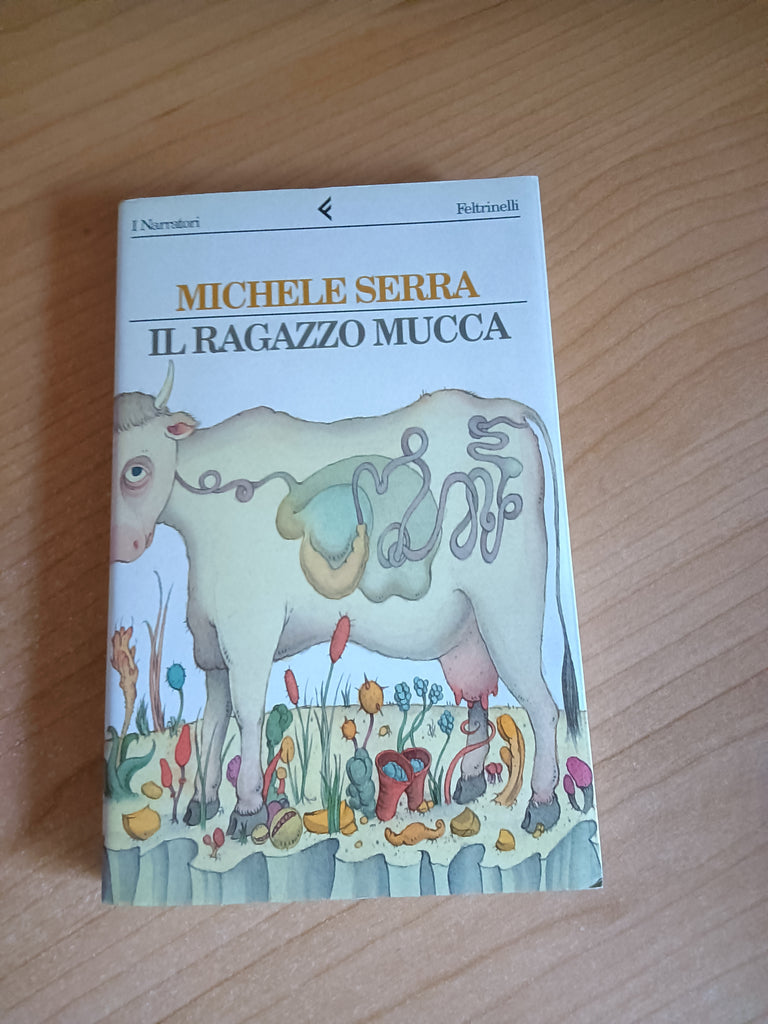 I Narratori Feltrinelli
MICHELE SERRA
IL RAGAZZO MUCCA